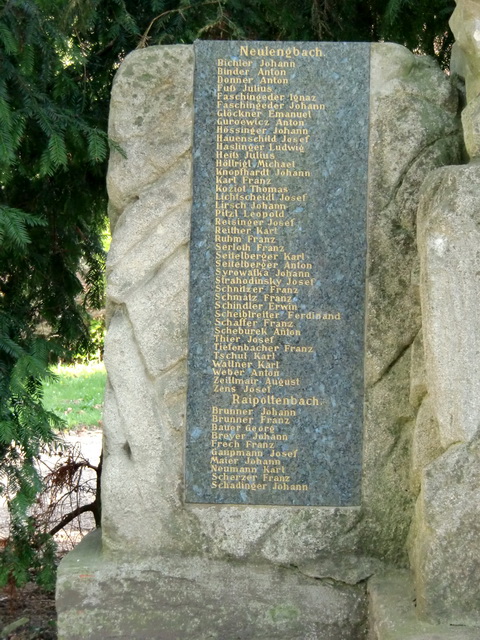 Neulengbach.
Bichler Johann
Binder Anton
Donner Anton
Fuß Julius
Faschingeder Ignaz
Faschingeder Johann
Glöckner Emanuel
Gurgewicz Anton
Hössinger Johann
Hauenschild Josef
Haslinger Ludwig
Heiß Julius
Höllrigl Michael
Knopfhardt Johann
Karl Franz
Koziol Thomas
Lichtscheidl Josef
Lirsch Johann
Pitzl Leopold
Reisinger Josef
Reither Karl
Ruhm Franz
Serloth Franz
Seitelberger Karl
Seitelberger Anton
Syrowatka Johann
Strahodinsky Josef
Schnitzer Franz
Schmatz Franz
Schindler Erwin
Scheiblreiter Ferdinand
Schaffer Franz
Scheburek Anton
Thier Josef
Tiefenbacher Franz
Tschul Karl
Wallner Karl
Weber Anton
Zeitlmair August
Zens Josef
Raipoltenbach.
Brunner Johann
Brunner Franz
Bauer Georg
Breyer Johann
Frech Franz
Gaupmann Josef
Maier Johann
Neumann Karl
Scherzer Franz
Schadinger Johann